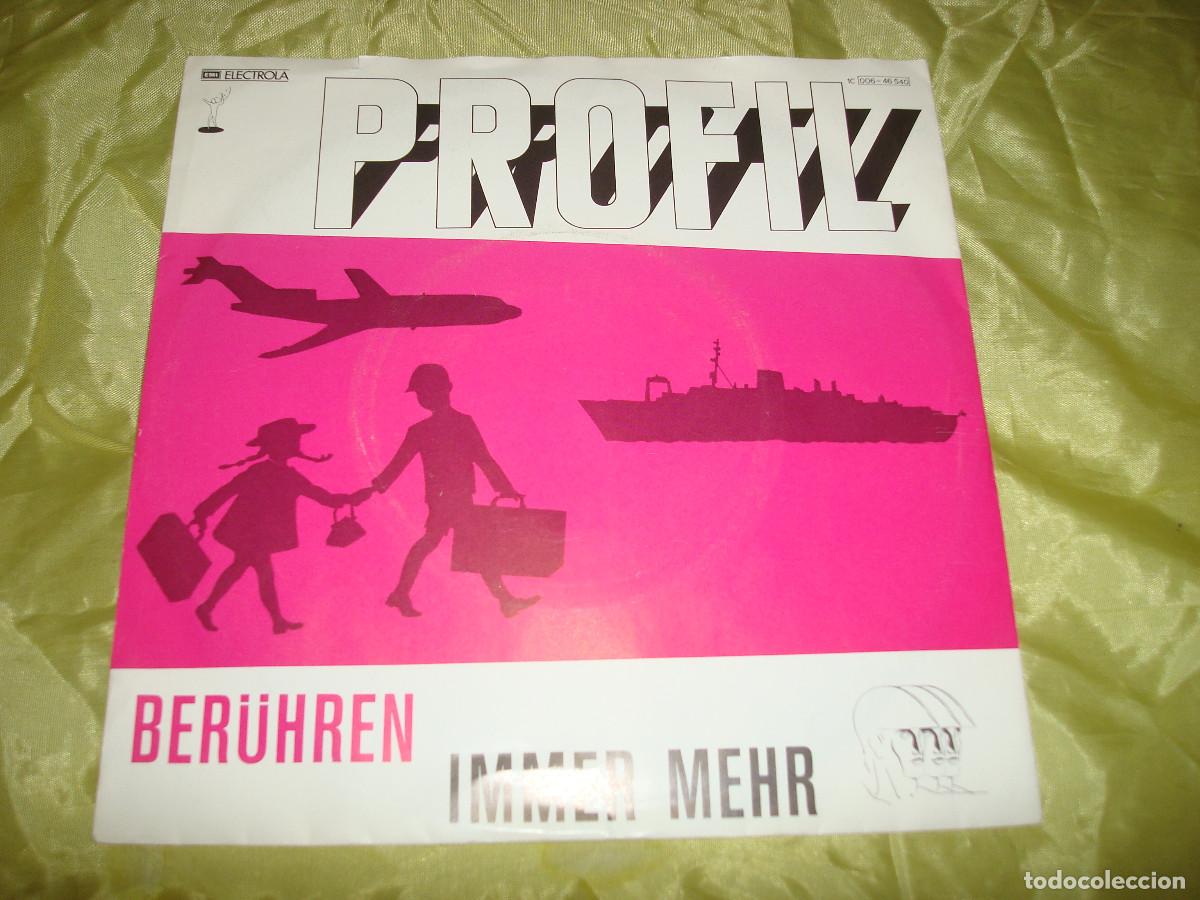 EMI ELECTROLA
1C 006-46 540
PROFIL
BERÜHREN
IMMER MEHR
todocoleccion